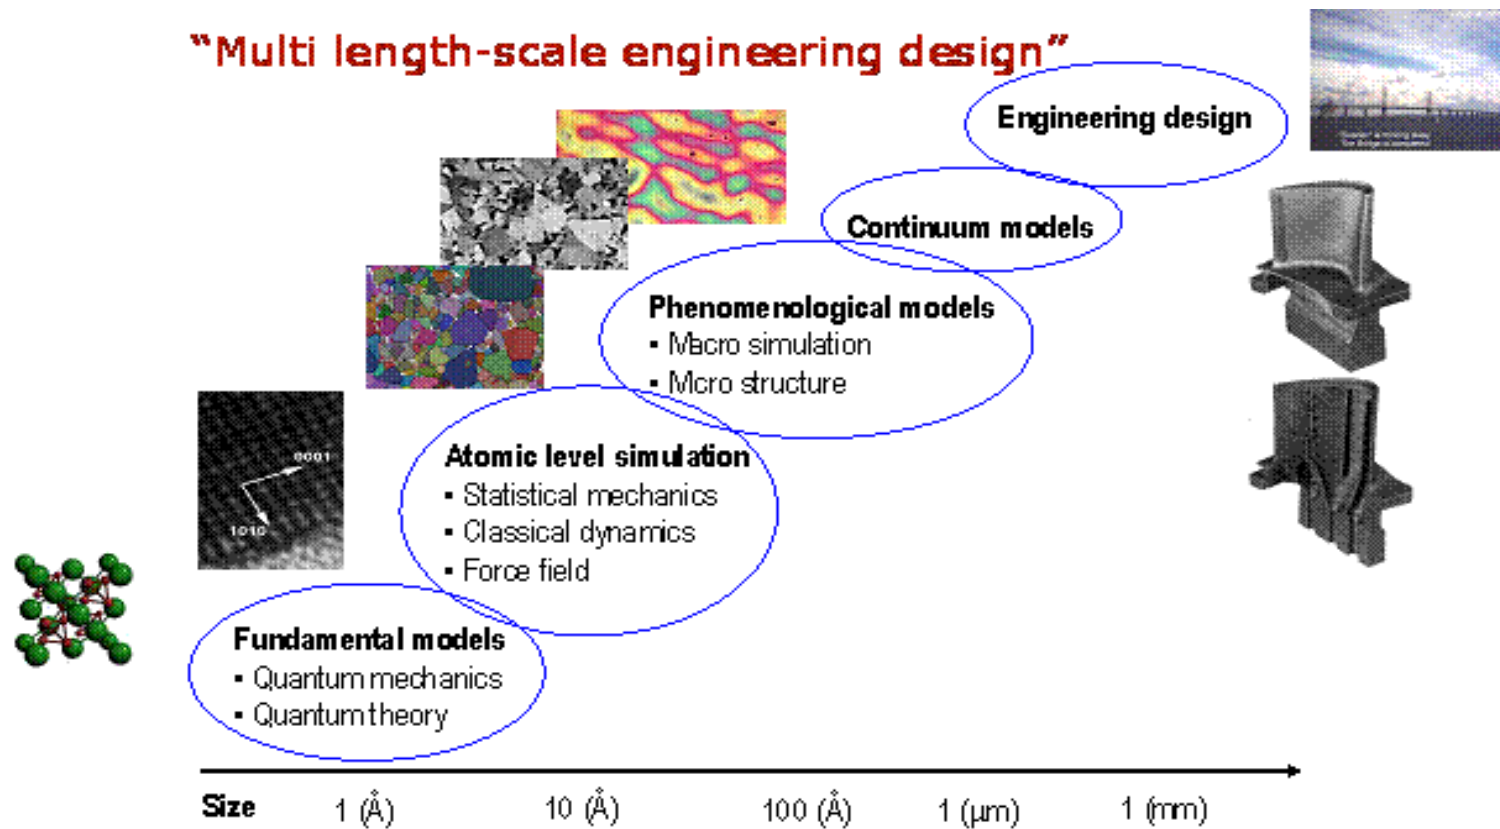 “Multi length-scale engineering design”
Engineering design
Continuum models
Phenomenological models
▪ Macro simulation
▪ Mcro structure
0001
1010
Atomic level simulation
▪ Statistical mechanics
▪ Classical dynamics
▪ Force field
Fundamental models
▪ Quantum mechanics
▪ Quantum theory
Size 1 (Å) 10 (Å) 100 (Å) 1 (μm) 1 (mm)